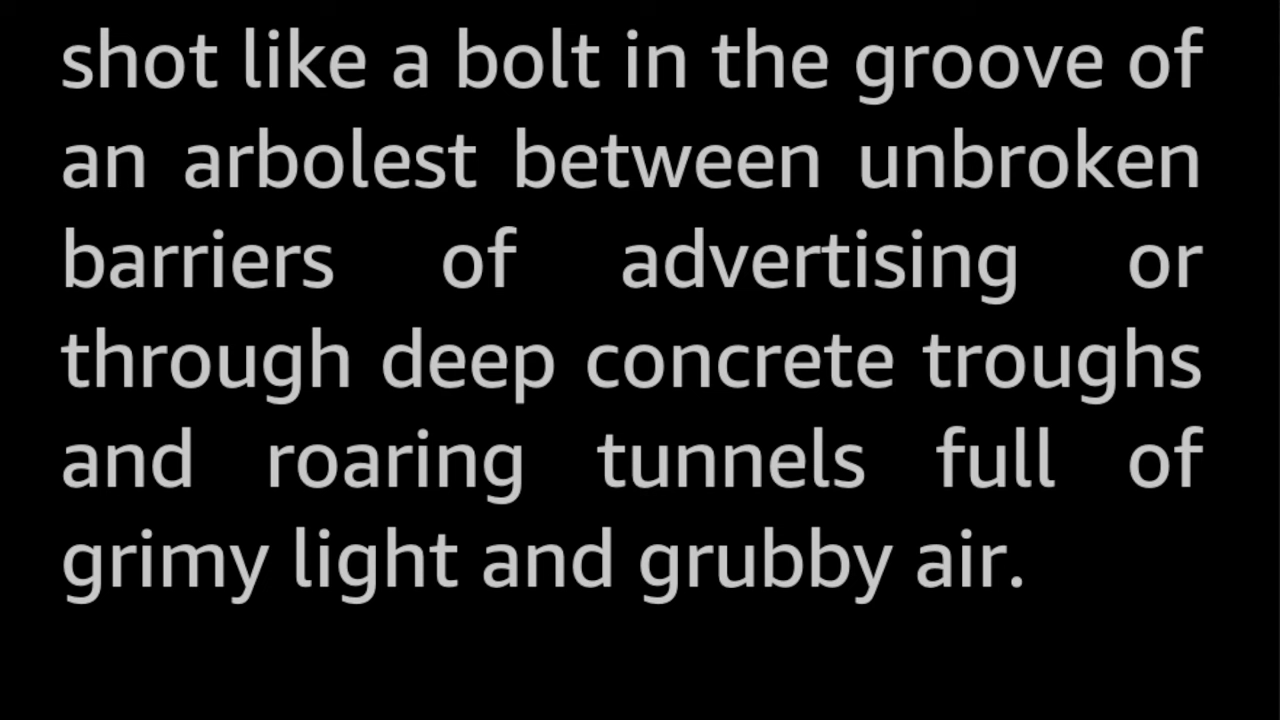 shot like a bolt in the groove of
an arbolest between unbroken
barriers of advertising or
through deep concrete troughs
and roaring tunnels full of
grimy light and grubby air.